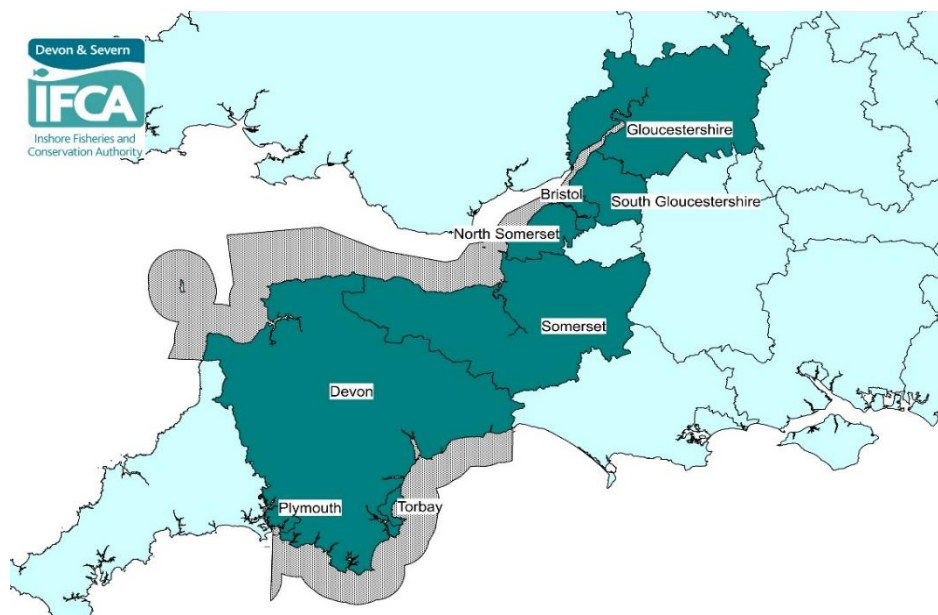 Devon & Severn
IFCA
Inshore Fisheries and
Conservation Authority
Gloucestershire
Bristol
South Gloucestershire
North Somerset
Somerset
Devon
Plymouth
Torbay